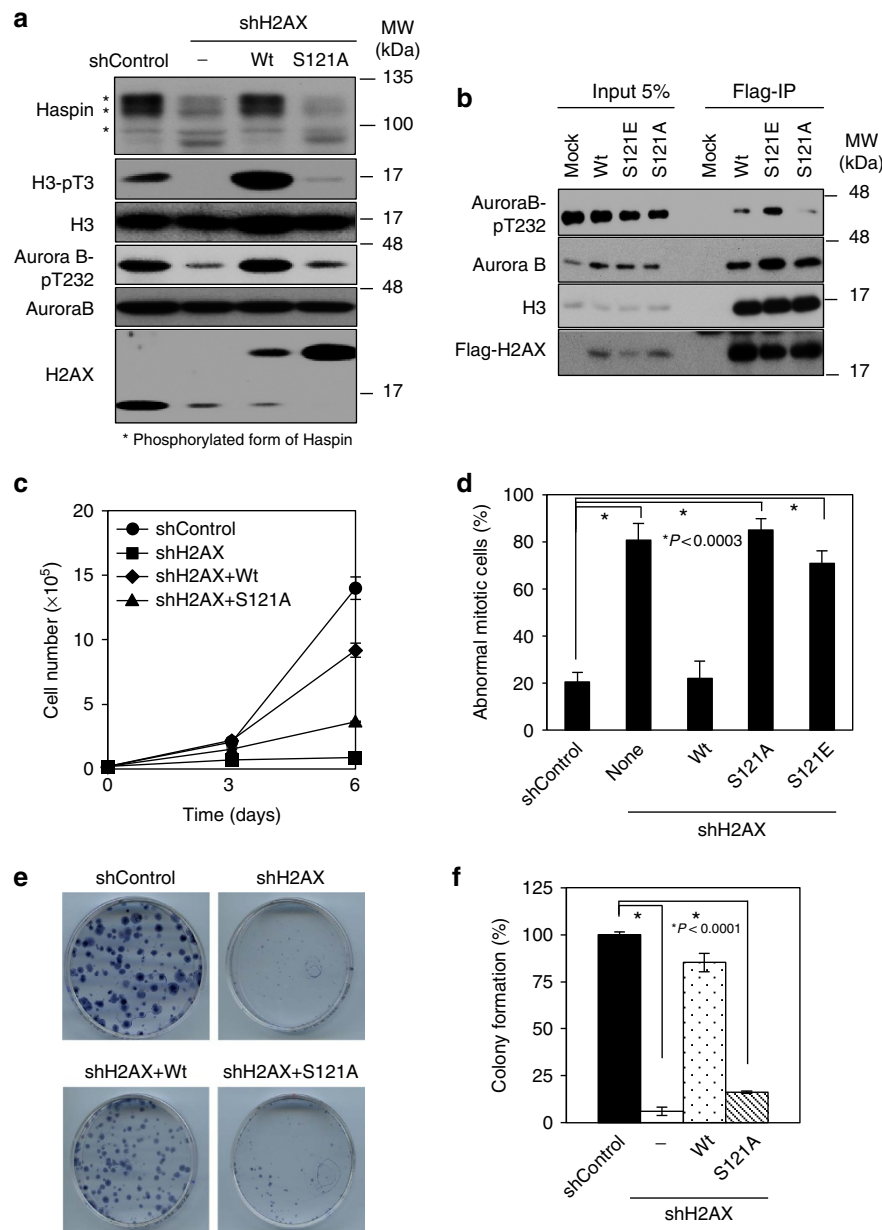 a
shH2AX
MW
(kDa)
shControl – Wt S121A
135
Haspin
*
*
*
100
H3-pT3
17
H3
17
48
Aurora B-
pT232
48
AuroraB
H2AX
17
* Phosphorylated form of Haspin
b
Input 5% Flag-IP
Mock Wt S121E S121A Mock Wt S121E S121A
MW
(kDa)
48
AuroraB-
pT232
48
Aurora B
17
H3
Flag-H2AX
17
c
20
15
10
5
0
Cell number (×10⁵)
shControl
shH2AX
shH2AX+Wt
shH2AX+S121A
0 3 6
Time (days)
d
100
80
60
40
20
0
Abnormal mitotic cells (%)
* * *
*P<0.0003
shControl None Wt S121A S121E
shH2AX
e
shControl shH2AX
shH2AX+Wt shH2AX+S121A
f
125
100
75
50
25
0
Colony formation (%)
* *
*P<0.0001
shControl – Wt S121A
shH2AX